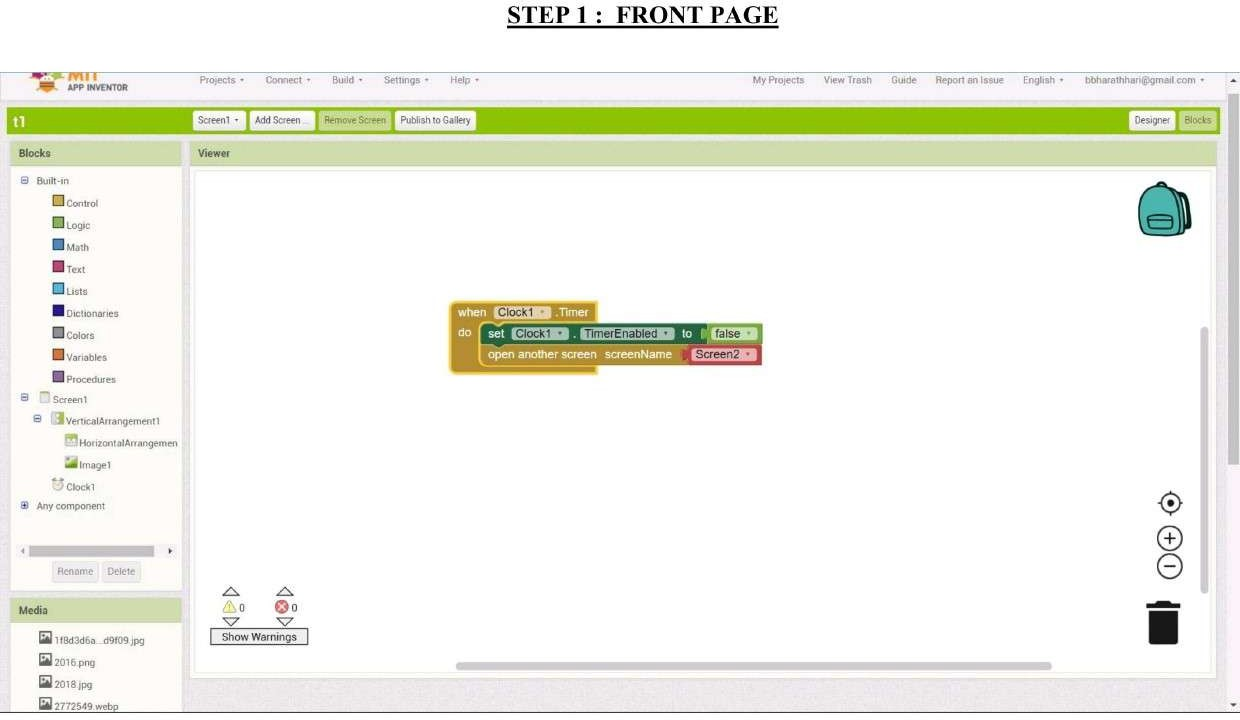 STEP 1 : FRONT PAGE
MIT
APP INVENTOR
Projects Connect Build Settings Help My Projects View Trash Guide Report an Issue English bbharathhari@gmail.com
t1 Screen1 Add Screen ... Remove Screen Publish to Gallery Designer Blocks
Blocks
Built-in
Control
Logic
Math
Text
Lists
Dictionaries
Colors
Variables
Procedures
Screen1
VerticalArrangement1
HorizontalArrangemen
Image1
Clock1
Any component
Rename Delete
Media
1f8d3d6a...d9f09.jpg
2016.png
2018.jpg
2772549.webp
Viewer
when Clock1 .Timer
do set Clock1 . TimerEnabled to false
open another screen screenName Screen2
0 0
Show Warnings